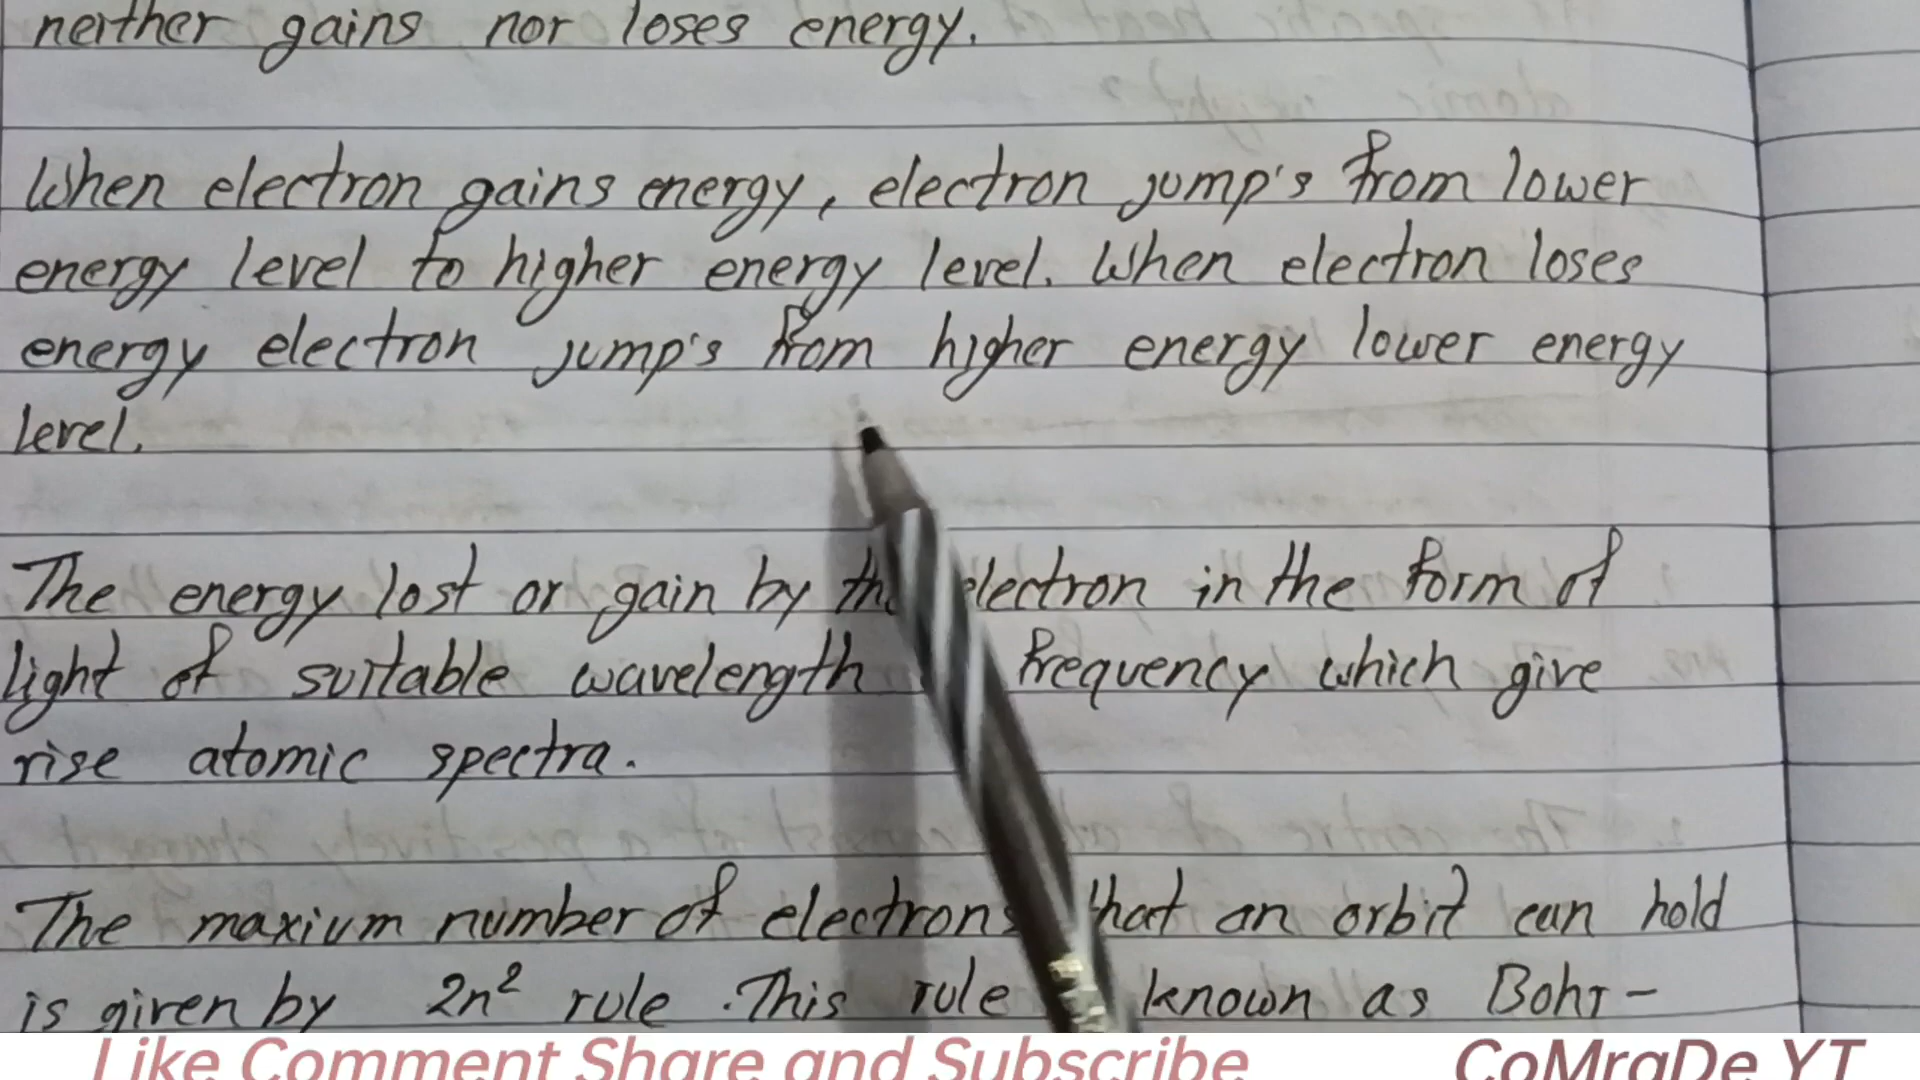 neither gains nor loses energy.
When electron gains energy, electron jump's from lower
energy level to higher energy level. When electron loses
energy electron jump's from higher energy lower energy
level.
The energy lost or gain by the electron in the form of
light of suitable wavelength frequency which give
rise atomic spectra.
The maxium number of electrons that an orbit can hold
is given by 2n² rule. This rule known as Bohr-
Like Comment Share and Subscribe CoMraDe YT